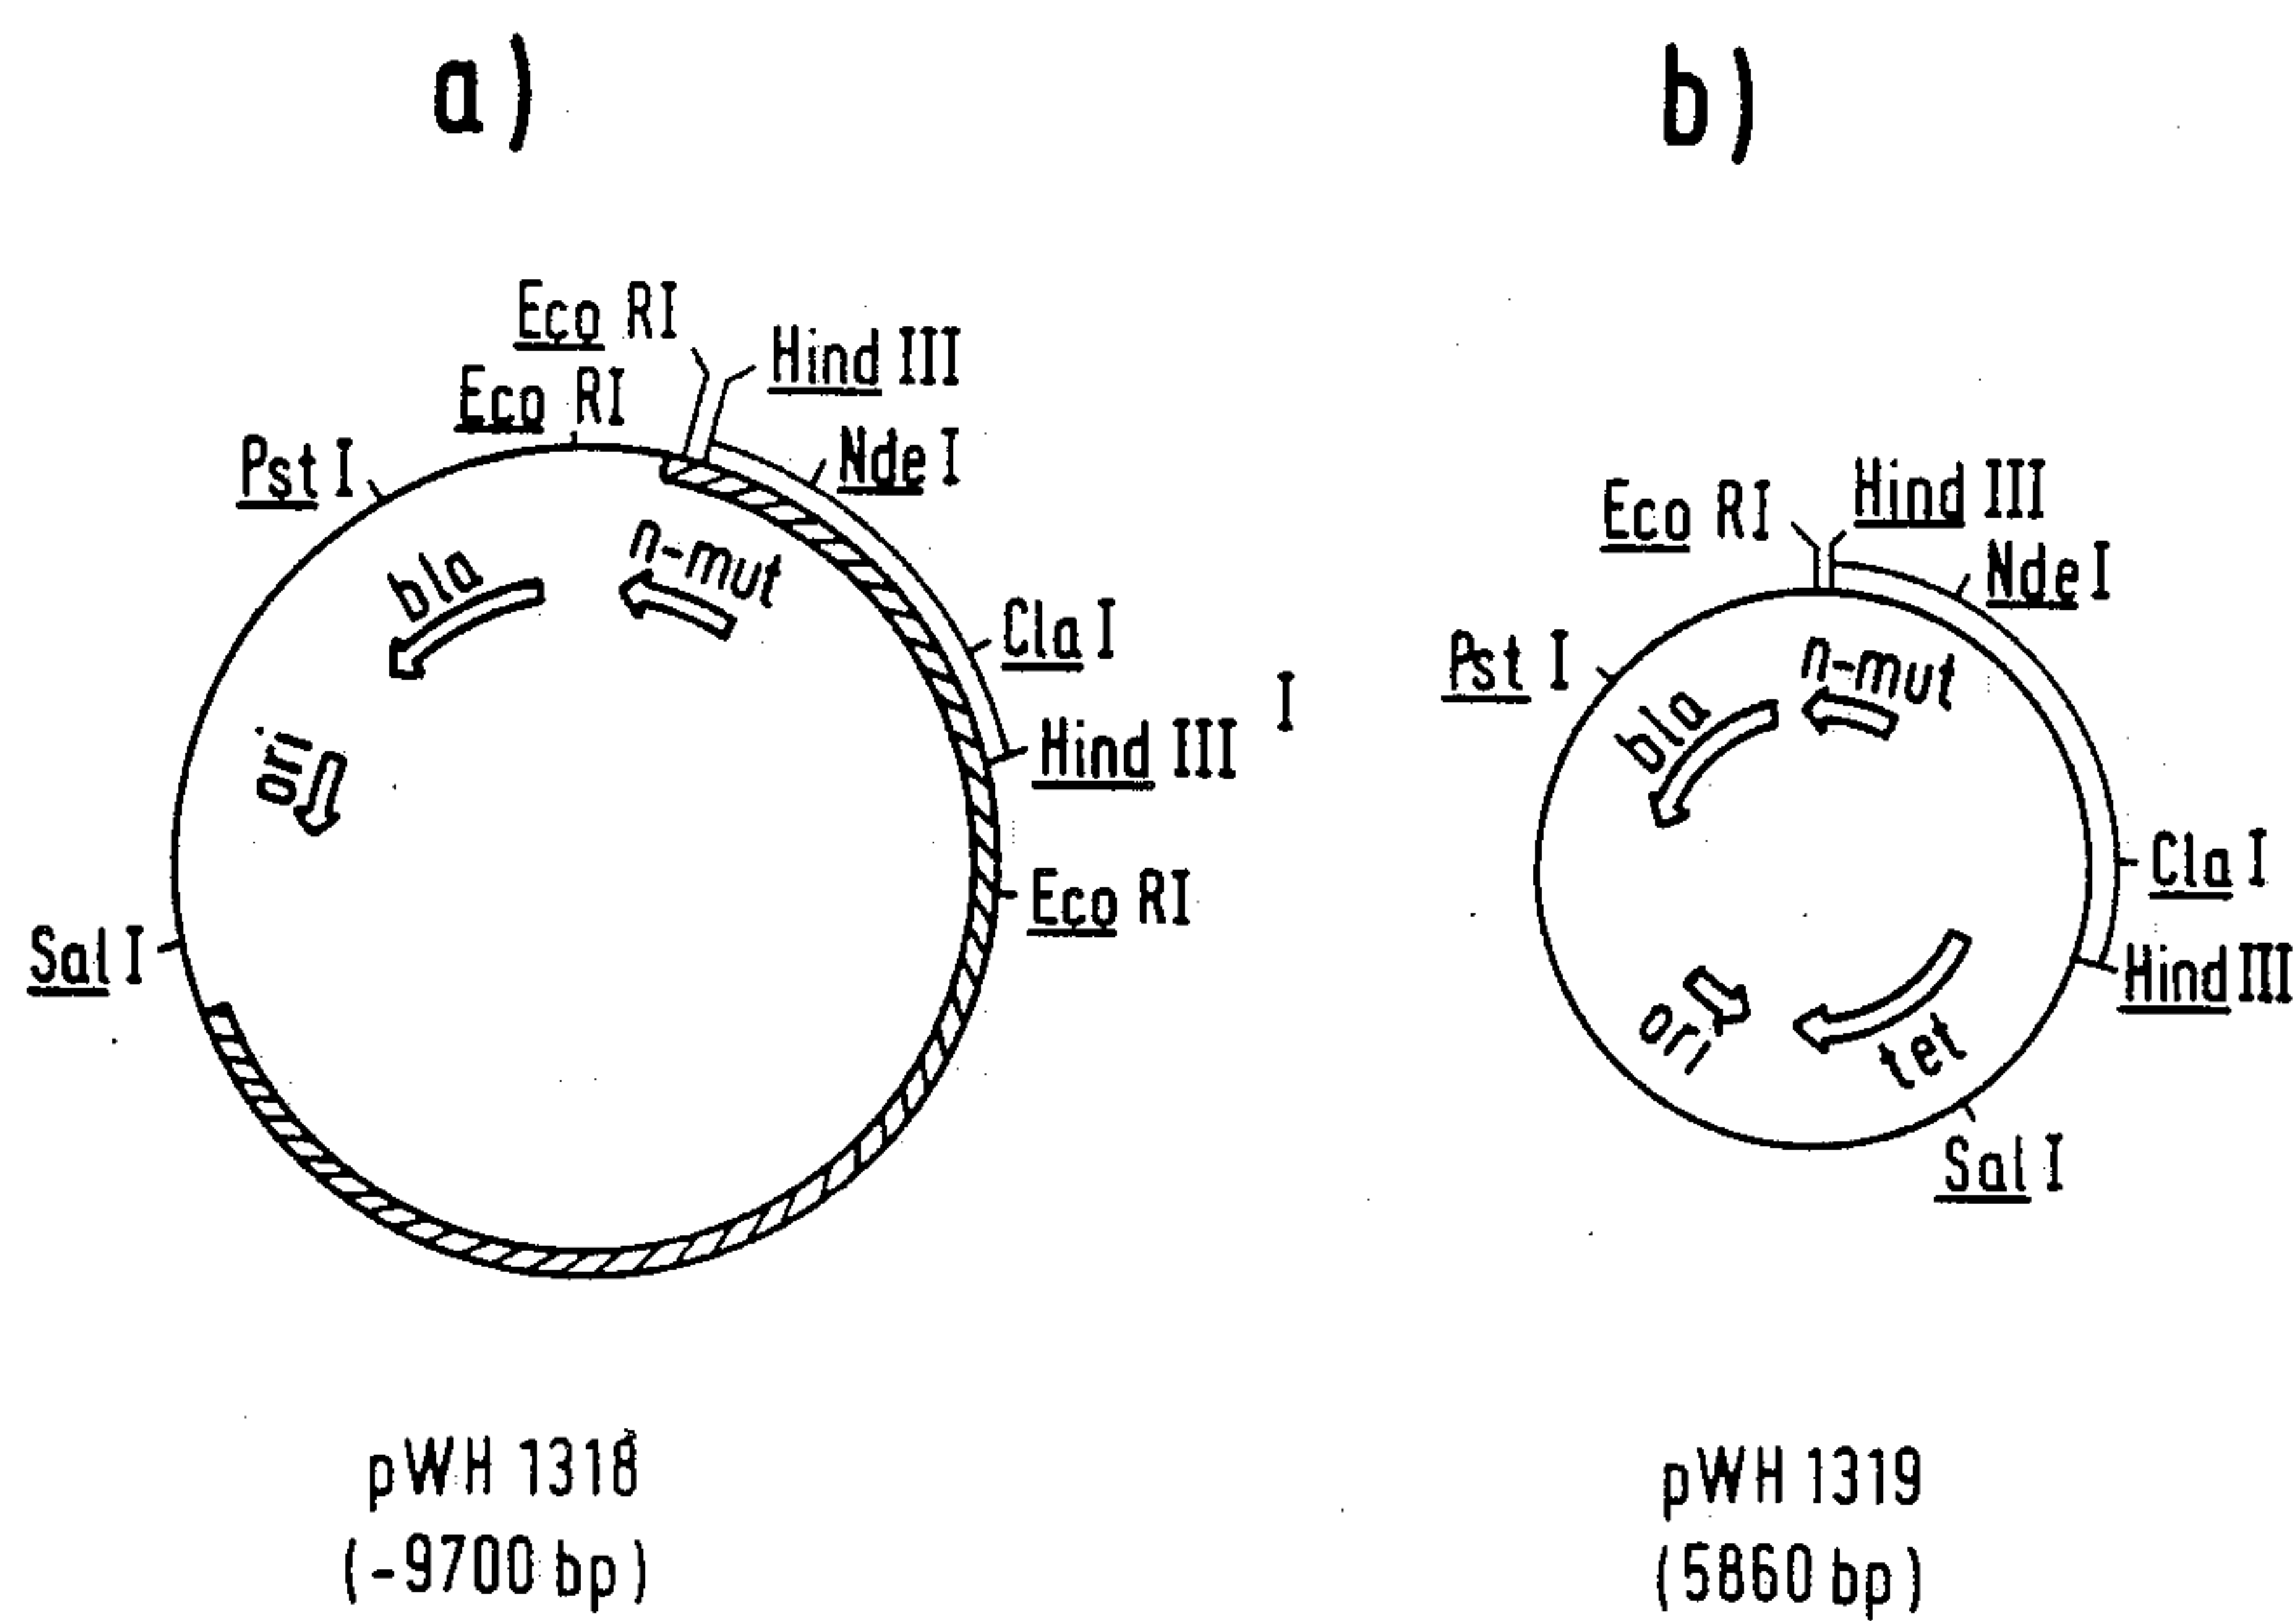 a)
Eco RI
Hind III
Eco RI
Pst I
Nde I
n-mut
bla
Cla I
I
ori
Hind III
Eco RI
Sal I
pWH 1318
(-9700 bp)
b)
Hind III
Eco RI
Nde I
Pst I
n-mut
bla
Cla I
Hind III
ori
tet
Sal I
pWH 1319
(5860 bp)